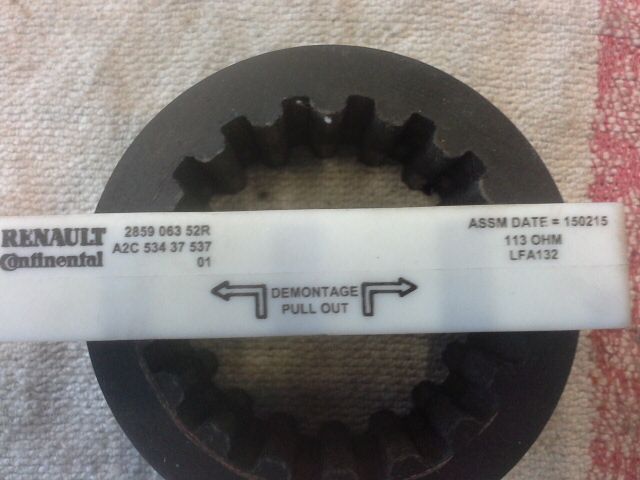 RENAULT
Continental
2859 063 52R
A2C 534 37 537
01
ASSM DATE = 150215
113 OHM
LFA132
DEMONTAGE
PULL OUT